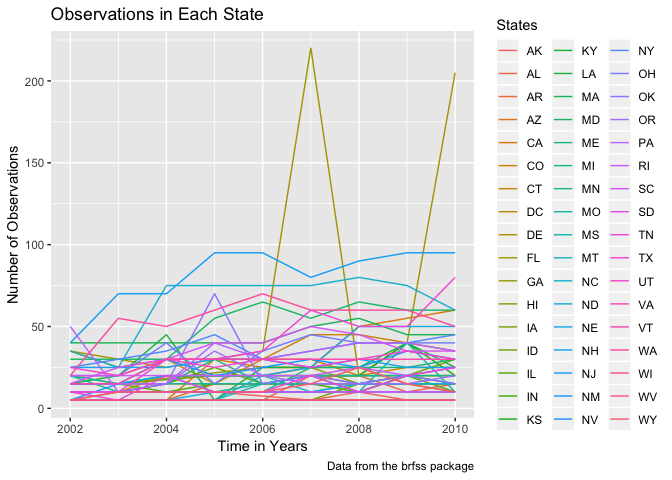 Observations in Each State
Number of Observations
200
150
100
50
0
2002 2004 2006 2008 2010
Time in Years
Data from the brfss package
States
AK KY NY
AL LA OH
AR MA OK
AZ MD OR
CA ME PA
CO MI RI
CT MN SC
DC MO SD
DE MS TN
FL MT TX
GA NC UT
HI ND VA
IA NE VT
ID NH WA
IL NJ WI
IN NM WV
KS NV WY